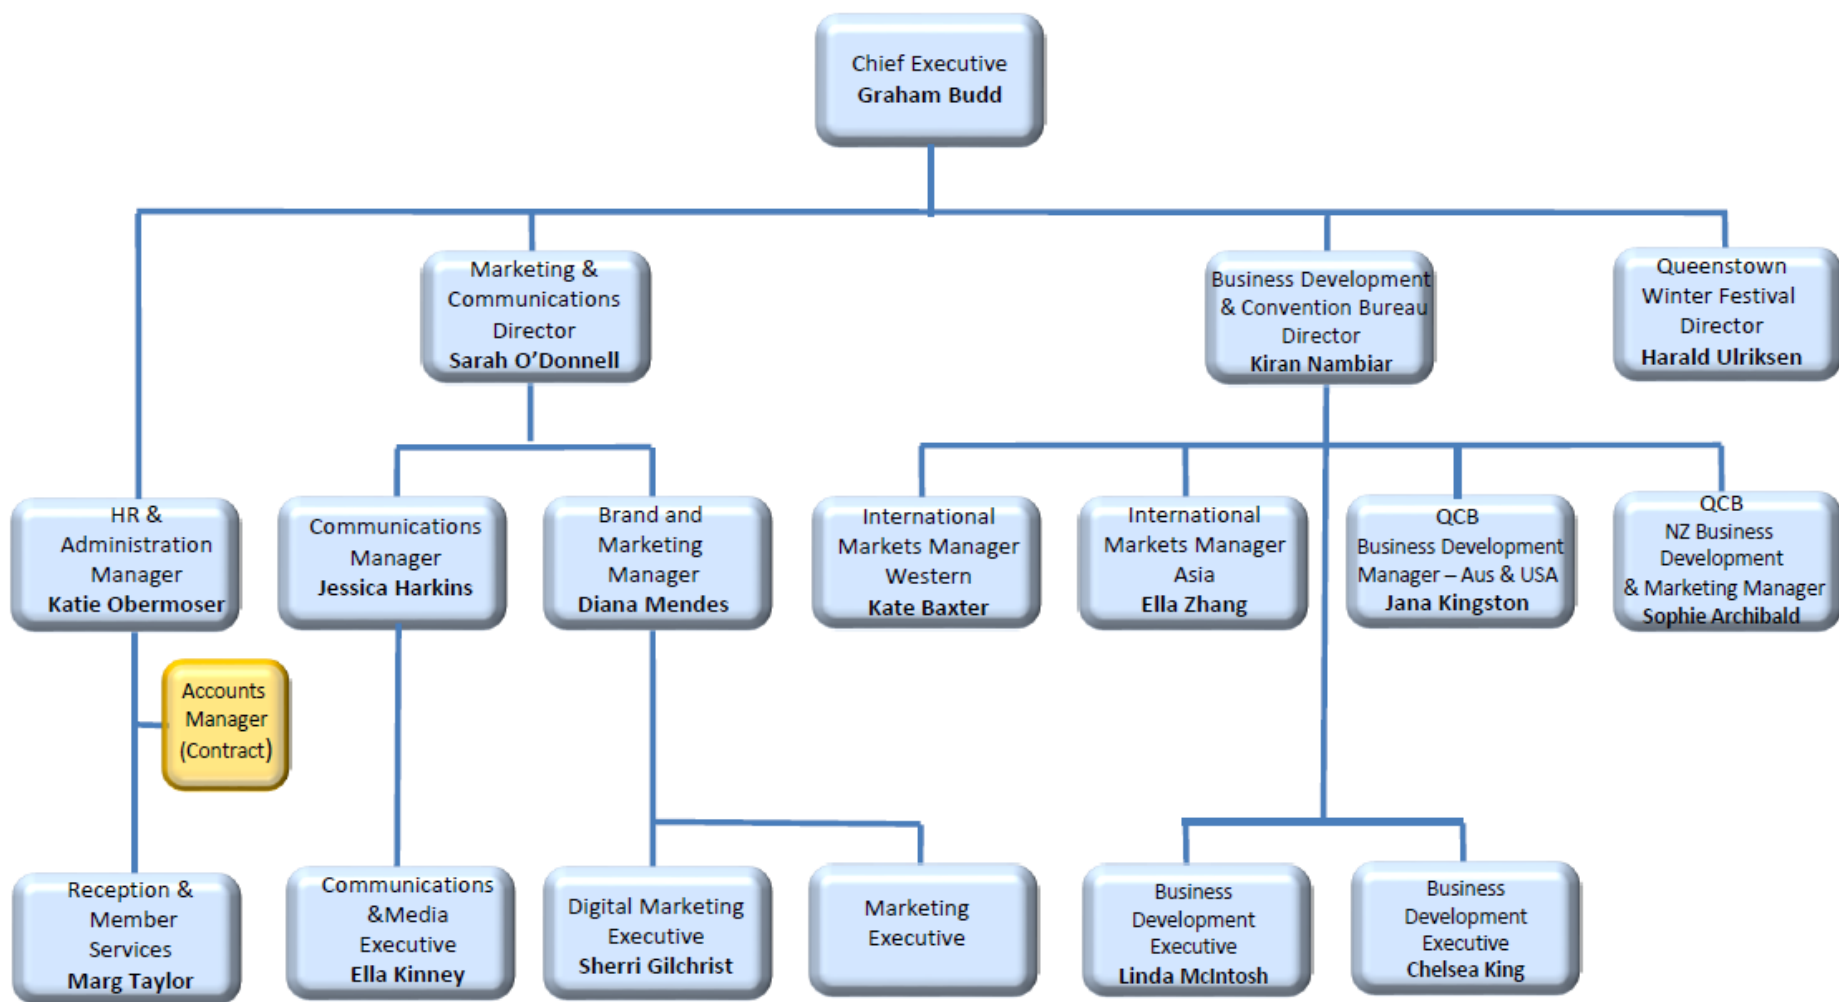 Chief Executive
Graham Budd
Marketing &
Communications
Director
Sarah O’Donnell
Business Development
& Convention Bureau
Director
Kiran Nambiar
Queenstown
Winter Festival
Director
Harald Ulriksen
HR &
Administration
Manager
Katie Obermoser
Communications
Manager
Jessica Harkins
Brand and
Marketing
Manager
Diana Mendes
International
Markets Manager
Western
Kate Baxter
International
Markets Manager
Asia
Ella Zhang
QCB
Business Development
Manager – Aus & USA
Jana Kingston
QCB
NZ Business
Development
& Marketing Manager
Sophie Archibald
Accounts
Manager
(Contract)
Reception &
Member
Services
Marg Taylor
Communications
&Media
Executive
Ella Kinney
Digital Marketing
Executive
Sherri Gilchrist
Marketing
Executive
Business
Development
Executive
Linda McIntosh
Business
Development
Executive
Chelsea King